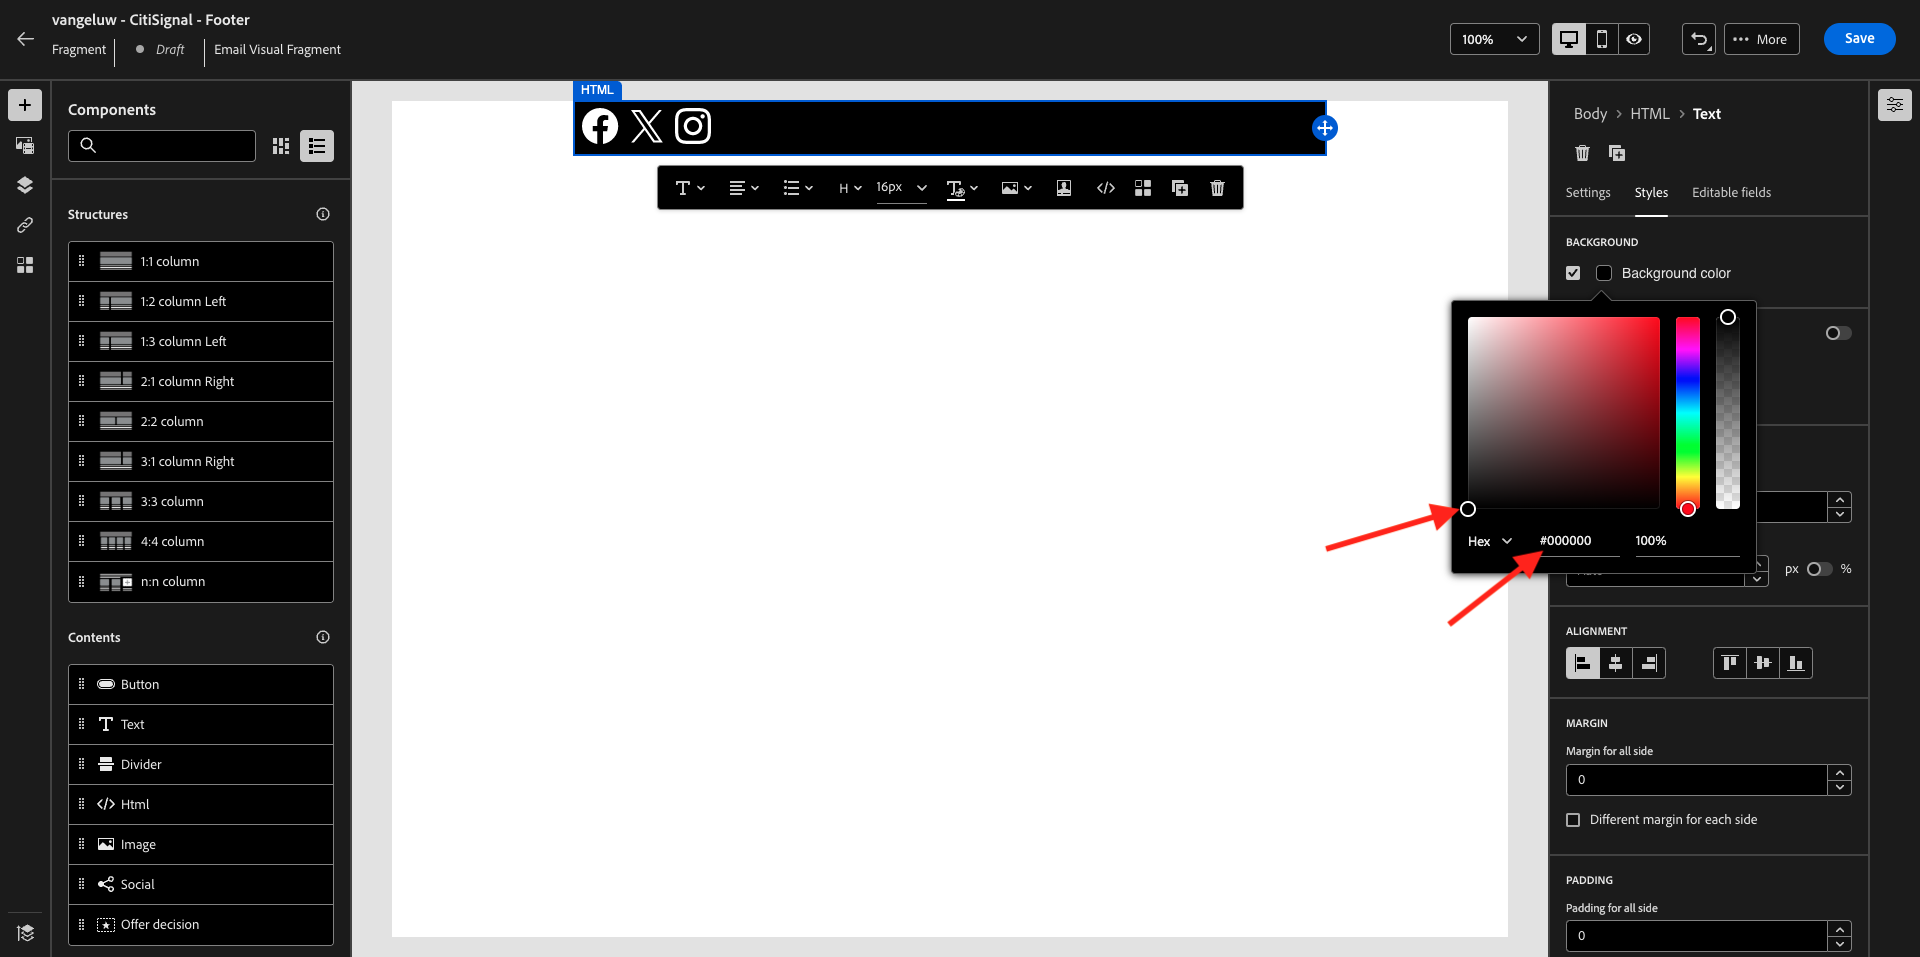 vangeluw - CitiSignal - Footer
Fragment
Draft
Email Visual Fragment
100%
More
Save
Components
Structures
1:1 column
1:2 column Left
1:3 column Left
2:1 column Right
2:2 column
3:1 column Right
3:3 column
4:4 column
n:n column
Contents
Button
Text
Divider
Html
Image
Social
Offer decision
HTML
H
16px
Body > HTML > Text
Settings
Styles
Editable fields
BACKGROUND
Background color
Hex
#000000
100%
px
%
ALIGNMENT
MARGIN
Margin for all side
0
Different margin for each side
PADDING
Padding for all side
0